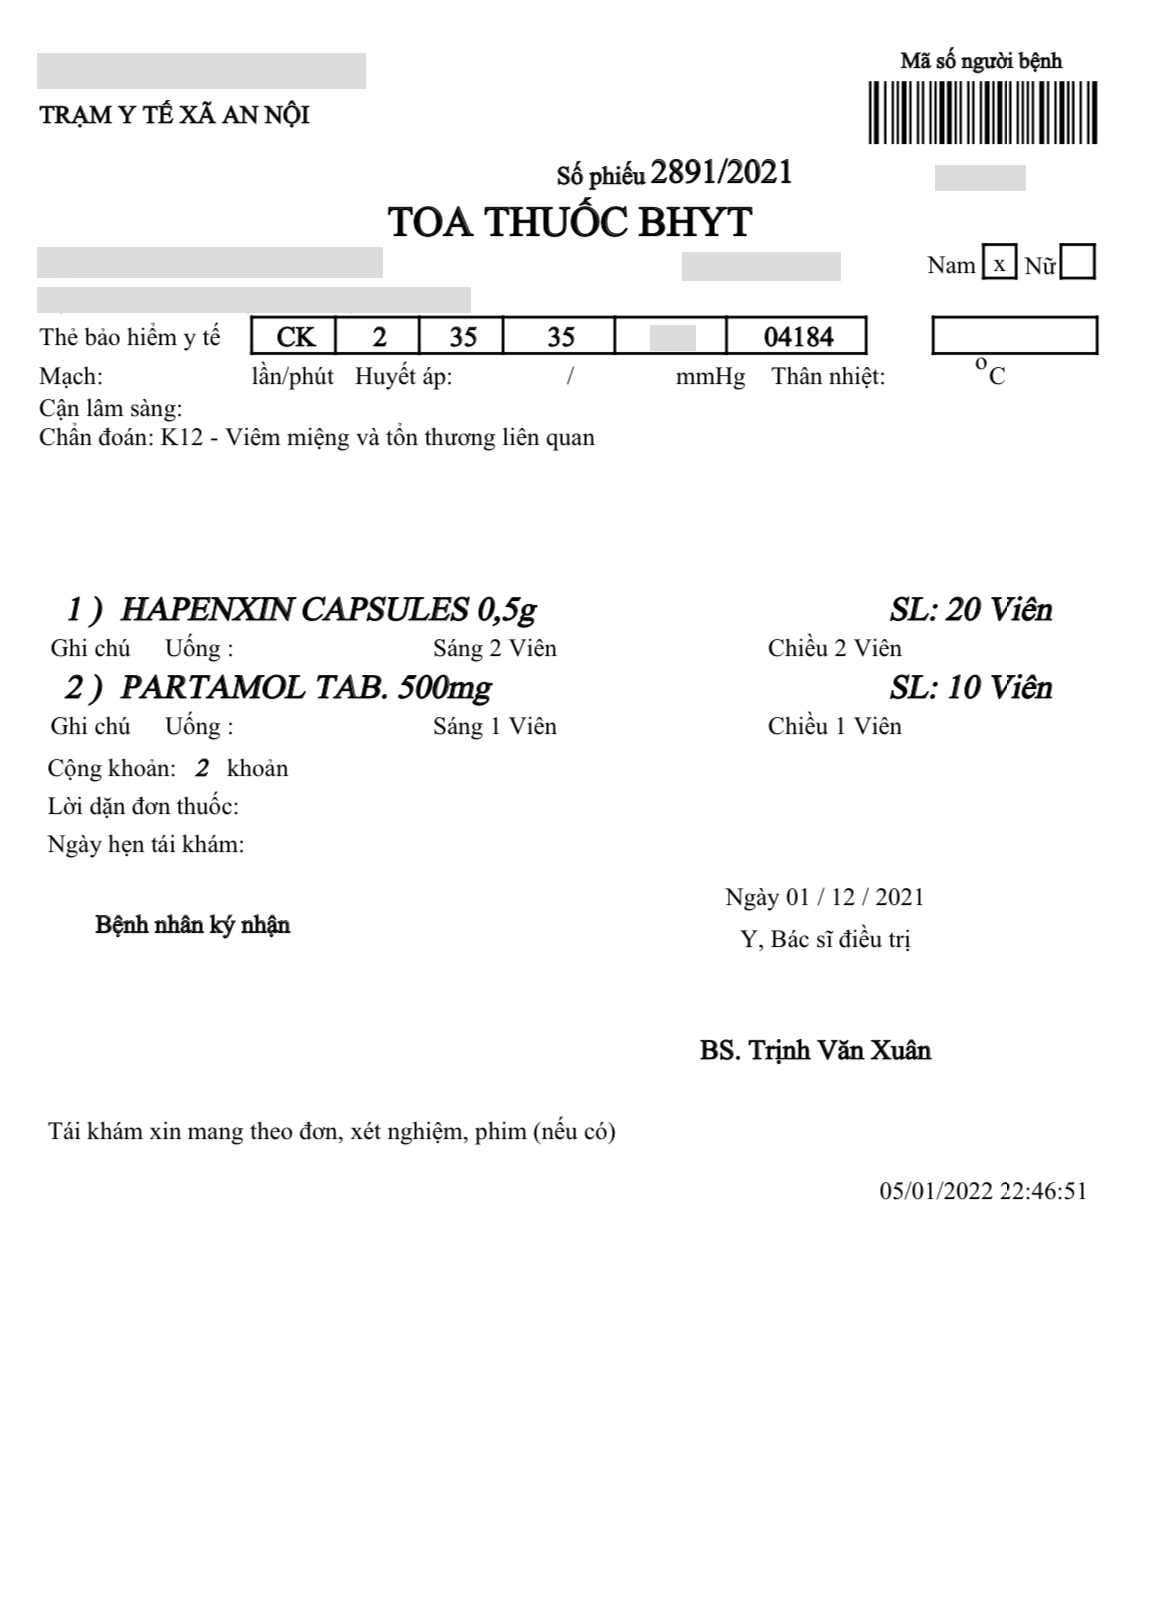 Mã số người bệnh
TRẠM Y TẾ XÃ AN NỘI
Số phiếu 2891/2021
TOA THUỐC BHYT
Nam x Nữ
Thẻ bảo hiểm y tế CK 2 35 35 04184
Mạch: lần/phút Huyết áp: / mmHg Thân nhiệt: °C
Cận lâm sàng:
Chẩn đoán: K12 - Viêm miệng và tổn thương liên quan
1 ) HAPENXIN CAPSULES 0,5g SL: 20 Viên
Ghi chú Uống : Sáng 2 Viên Chiều 2 Viên
2 ) PARTAMOL TAB. 500mg SL: 10 Viên
Ghi chú Uống : Sáng 1 Viên Chiều 1 Viên
Cộng khoản: 2 khoản
Lời dặn đơn thuốc:
Ngày hẹn tái khám:
Ngày 01 / 12 / 2021
Bệnh nhân ký nhận
Y, Bác sĩ điều trị
BS. Trịnh Văn Xuân
Tái khám xin mang theo đơn, xét nghiệm, phim (nếu có)
05/01/2022 22:46:51